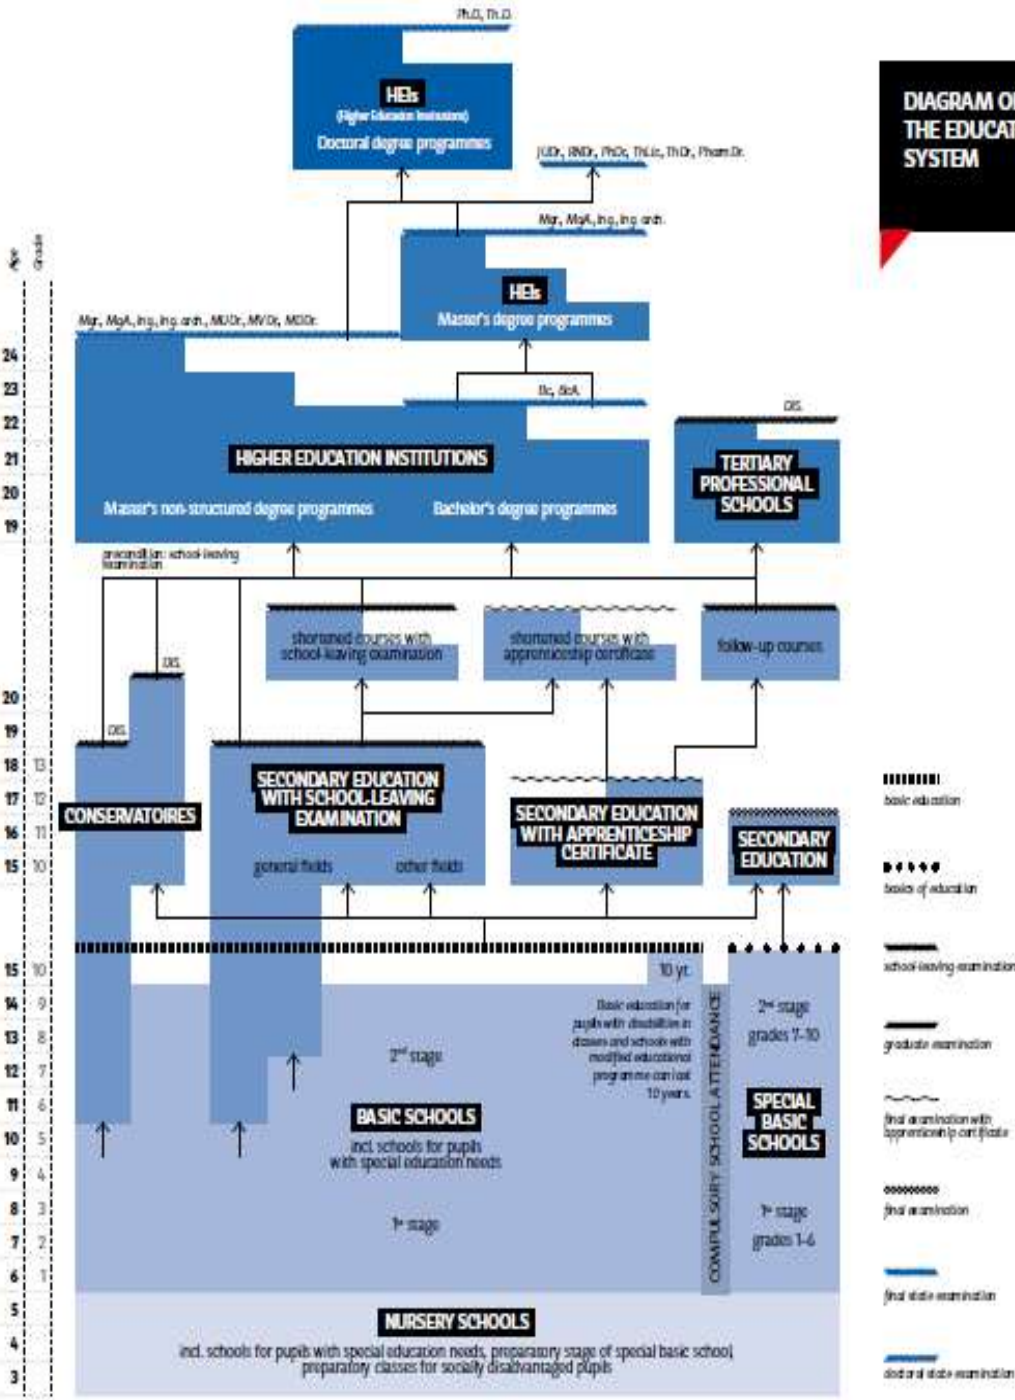 Ph.D., Th.D.
HEIs
(Higher Education Institutions)
Doctoral degree programmes
DIAGRAM O
THE EDUCAT
SYSTEM
JUDr, RNDr, PhDr, ThLic, ThDr, PharmDr.
Mgr., MgA., Ing., Ing. arch.
Age
Grade
HEIs
Master's degree programmes
Mgr., MgA., Ing., Ing. arch., MUDr., MVDr., MDDr.
24
23
Bc., BcA.
22
DiS.
21
HIGHER EDUCATION INSTITUTIONS
TERTIARY
PROFESSIONAL
SCHOOLS
20
Master's non-structured degree programmes
Bachelor's degree programmes
19
precondition: school-leaving
examination
shortened courses with
school-leaving examination
shortened courses with
apprenticeship certificate
follow-up courses
DiS.
20
19
DiS.
18 13
17 12
16 11
15 10
CONSERVATOIRES
SECONDARY EDUCATION
WITH SCHOOL-LEAVING
EXAMINATION
general fields
other fields
SECONDARY EDUCATION
WITH APPRENTICESHIP
CERTIFICATE
SECONDARY
EDUCATION
basic education
basics of education
school-leaving examination
graduate examination
final examination with
apprenticeship certificate
final examination
final state examination
doctoral state examination
15 10
14 9
13 8
12 7
11 6
10 5
9 4
8 3
7 2
6 1
5
4
3
10 yr.
Basic education for
pupils with disabilities in
classes and schools with
modified educational
programme can last
10 years.
COMPULSORY SCHOOL ATTENDANCE
2nd stage
grades 7-10
2nd stage
BASIC SCHOOLS
incl. schools for pupils
with special education needs
SPECIAL
BASIC
SCHOOLS
1st stage
1st stage
grades 1-6
NURSERY SCHOOLS
incl. schools for pupils with special education needs, preparatory stage of special basic school,
preparatory classes for socially disadvantaged pupils